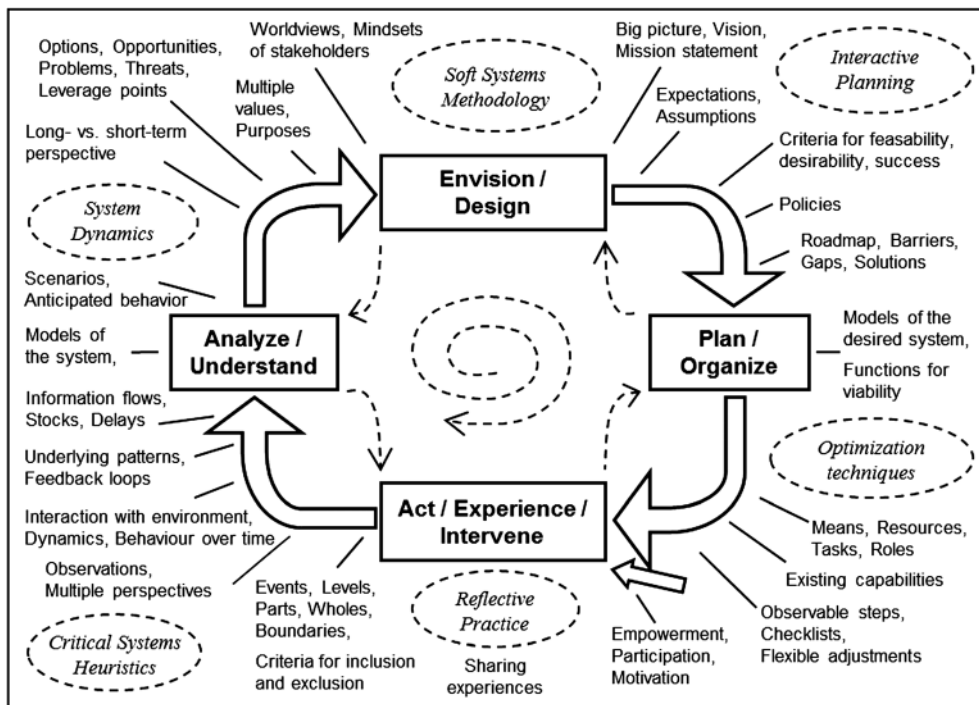 Options, Opportunities,
Problems, Threats,
Leverage points
Worldviews, Mindsets
of stakeholders
Multiple
values,
Purposes
Long- vs. short-term
perspective
Soft Systems
Methodology
Big picture, Vision,
Mission statement
Interactive
Planning
Expectations,
Assumptions
Criteria for feasability,
desirability, success
Policies
Roadmap, Barriers,
Gaps, Solutions
Envision /
Design
System
Dynamics
Scenarios,
Anticipated behavior
Models of
the system,
Analyze /
Understand
Plan /
Organize
Models of the
desired system,
Functions for
viability
Information flows,
Stocks, Delays
Underlying patterns,
Feedback loops
Interaction with environment,
Dynamics, Behaviour over time
Observations,
Multiple perspectives
Critical Systems
Heuristics
Act / Experience /
Intervene
Events, Levels,
Parts, Wholes,
Boundaries,
Criteria for inclusion
and exclusion
Reflective
Practice
Sharing
experiences
Empowerment,
Participation,
Motivation
Optimization
techniques
Means, Resources,
Tasks, Roles
Existing capabilities
Observable steps,
Checklists,
Flexible adjustments